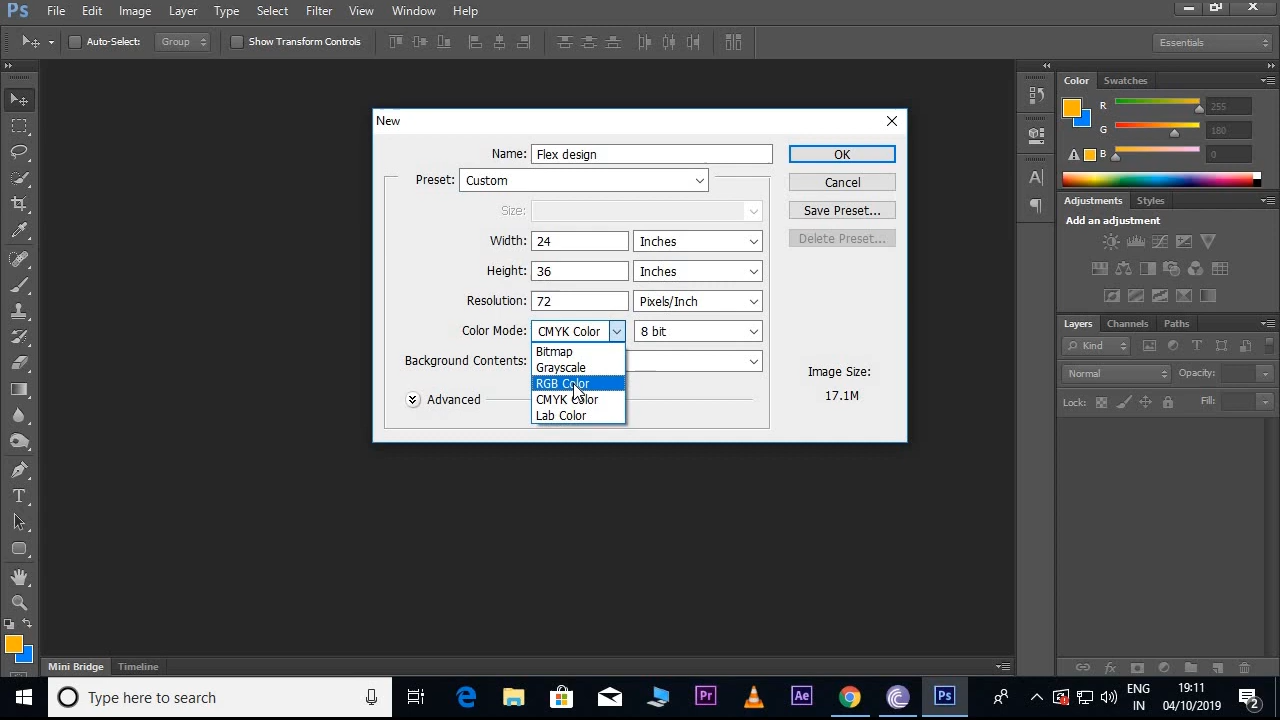 Ps File Edit Image Layer Type Select Filter View Window Help
Auto-Select: Group Show Transform Controls Essentials
New
Name: Flex design OK
Preset: Custom Cancel
Size: Save Preset...
Width: 24 Inches Delete Preset...
Height: 36 Inches
Resolution: 72 Pixels/Inch
Color Mode: CMYK Color 8 bit
Bitmap
Background Contents:
Grayscale
RGB Color
CMYK Color
Lab Color
Advanced
Image Size:
17.1M
Color Swatches
R 255
G 180
B 0
Adjustments Styles
Add an adjustment
Layers Channels Paths
Kind
Normal Opacity:
Lock: Fill:
Mini Bridge Timeline
Type here to search
Pr Ae Ps
ENG 19:11
IN 04/10/2019 2